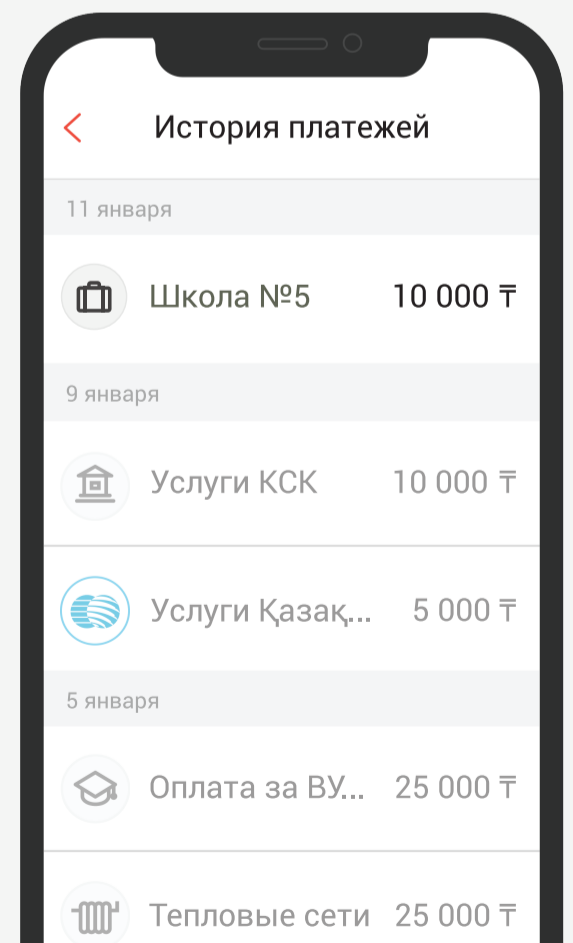 История платежей
11 января
Школа №5 10 000 ₸
9 января
Услуги КСК 10 000 ₸
Услуги Қазақ... 5 000 ₸
5 января
Оплата за ВУ... 25 000 ₸
Тепловые сети 25 000 ₸